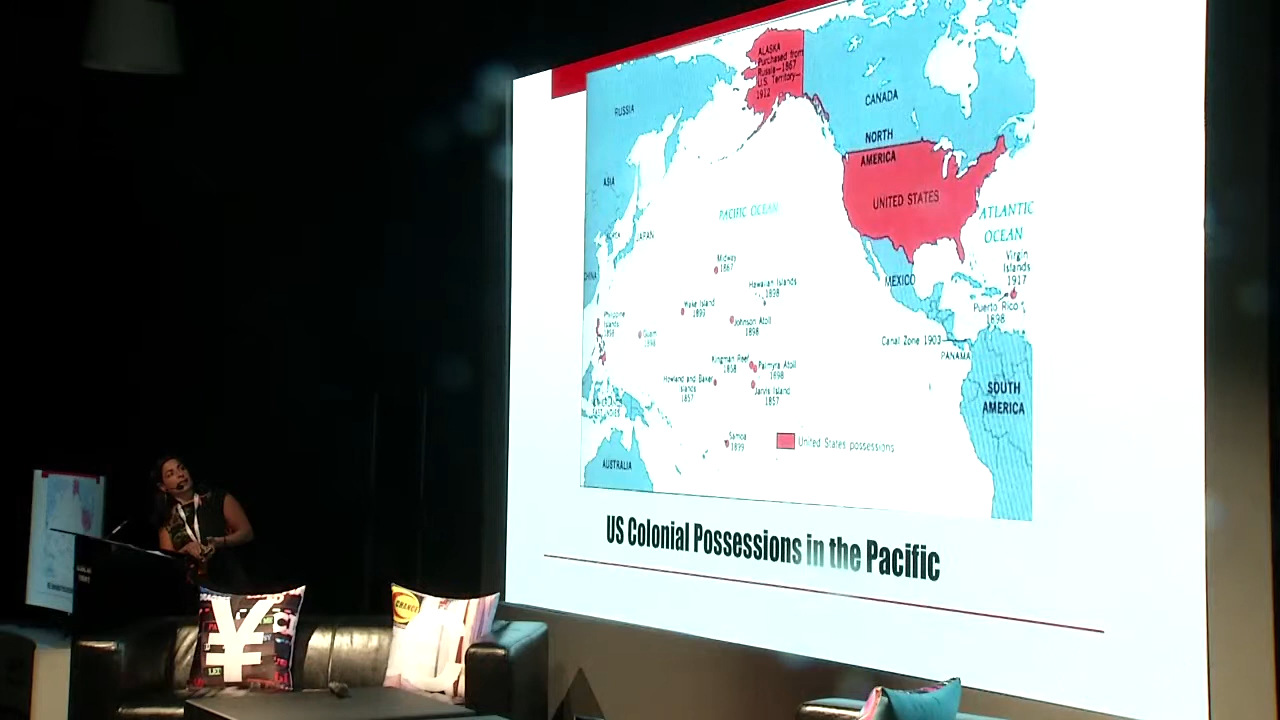 ALASKA
Purchased from
Russia—1867
U.S. Territory—
1912
RUSSIA
CANADA
NORTH
AMERICA
ASIA
UNITED STATES
PACIFIC OCEAN
ATLANTIC
OCEAN
JAPAN
Midway
1867
Virgin
Islands
1917
CHINA
Hawaiian Islands
1898
MEXICO
Wake Island
1899
Puerto Rico
1898
Philippine
Islands
1898
Guam
1898
Johnson Atoll
1898
Canal Zone 1903
PANAMA
Kingman Reef
1858
Palmyra Atoll
1898
Howland and Baker
Islands
1857
Jarvis Island
1857
SOUTH
AMERICA
Samoa
1899
United States possessions
AUSTRALIA
US Colonial Possessions in the Pacific
CHANCE
¥